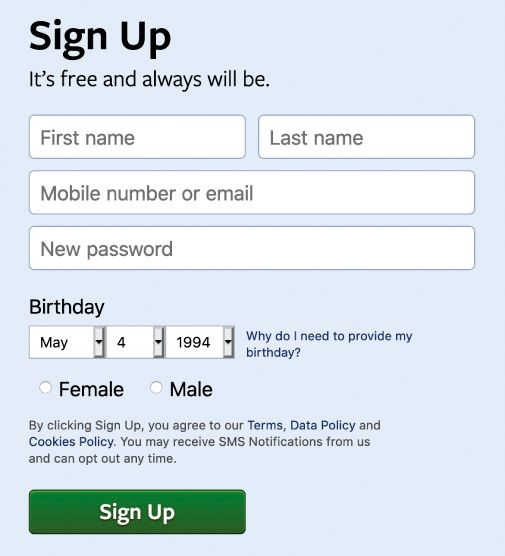 Sign Up
It's free and always will be.
First name Last name
Mobile number or email
New password
Birthday
May 4 1994 Why do I need to provide my
birthday?
Female Male
By clicking Sign Up, you agree to our Terms, Data Policy and
Cookies Policy. You may receive SMS Notifications from us
and can opt out any time.
Sign Up